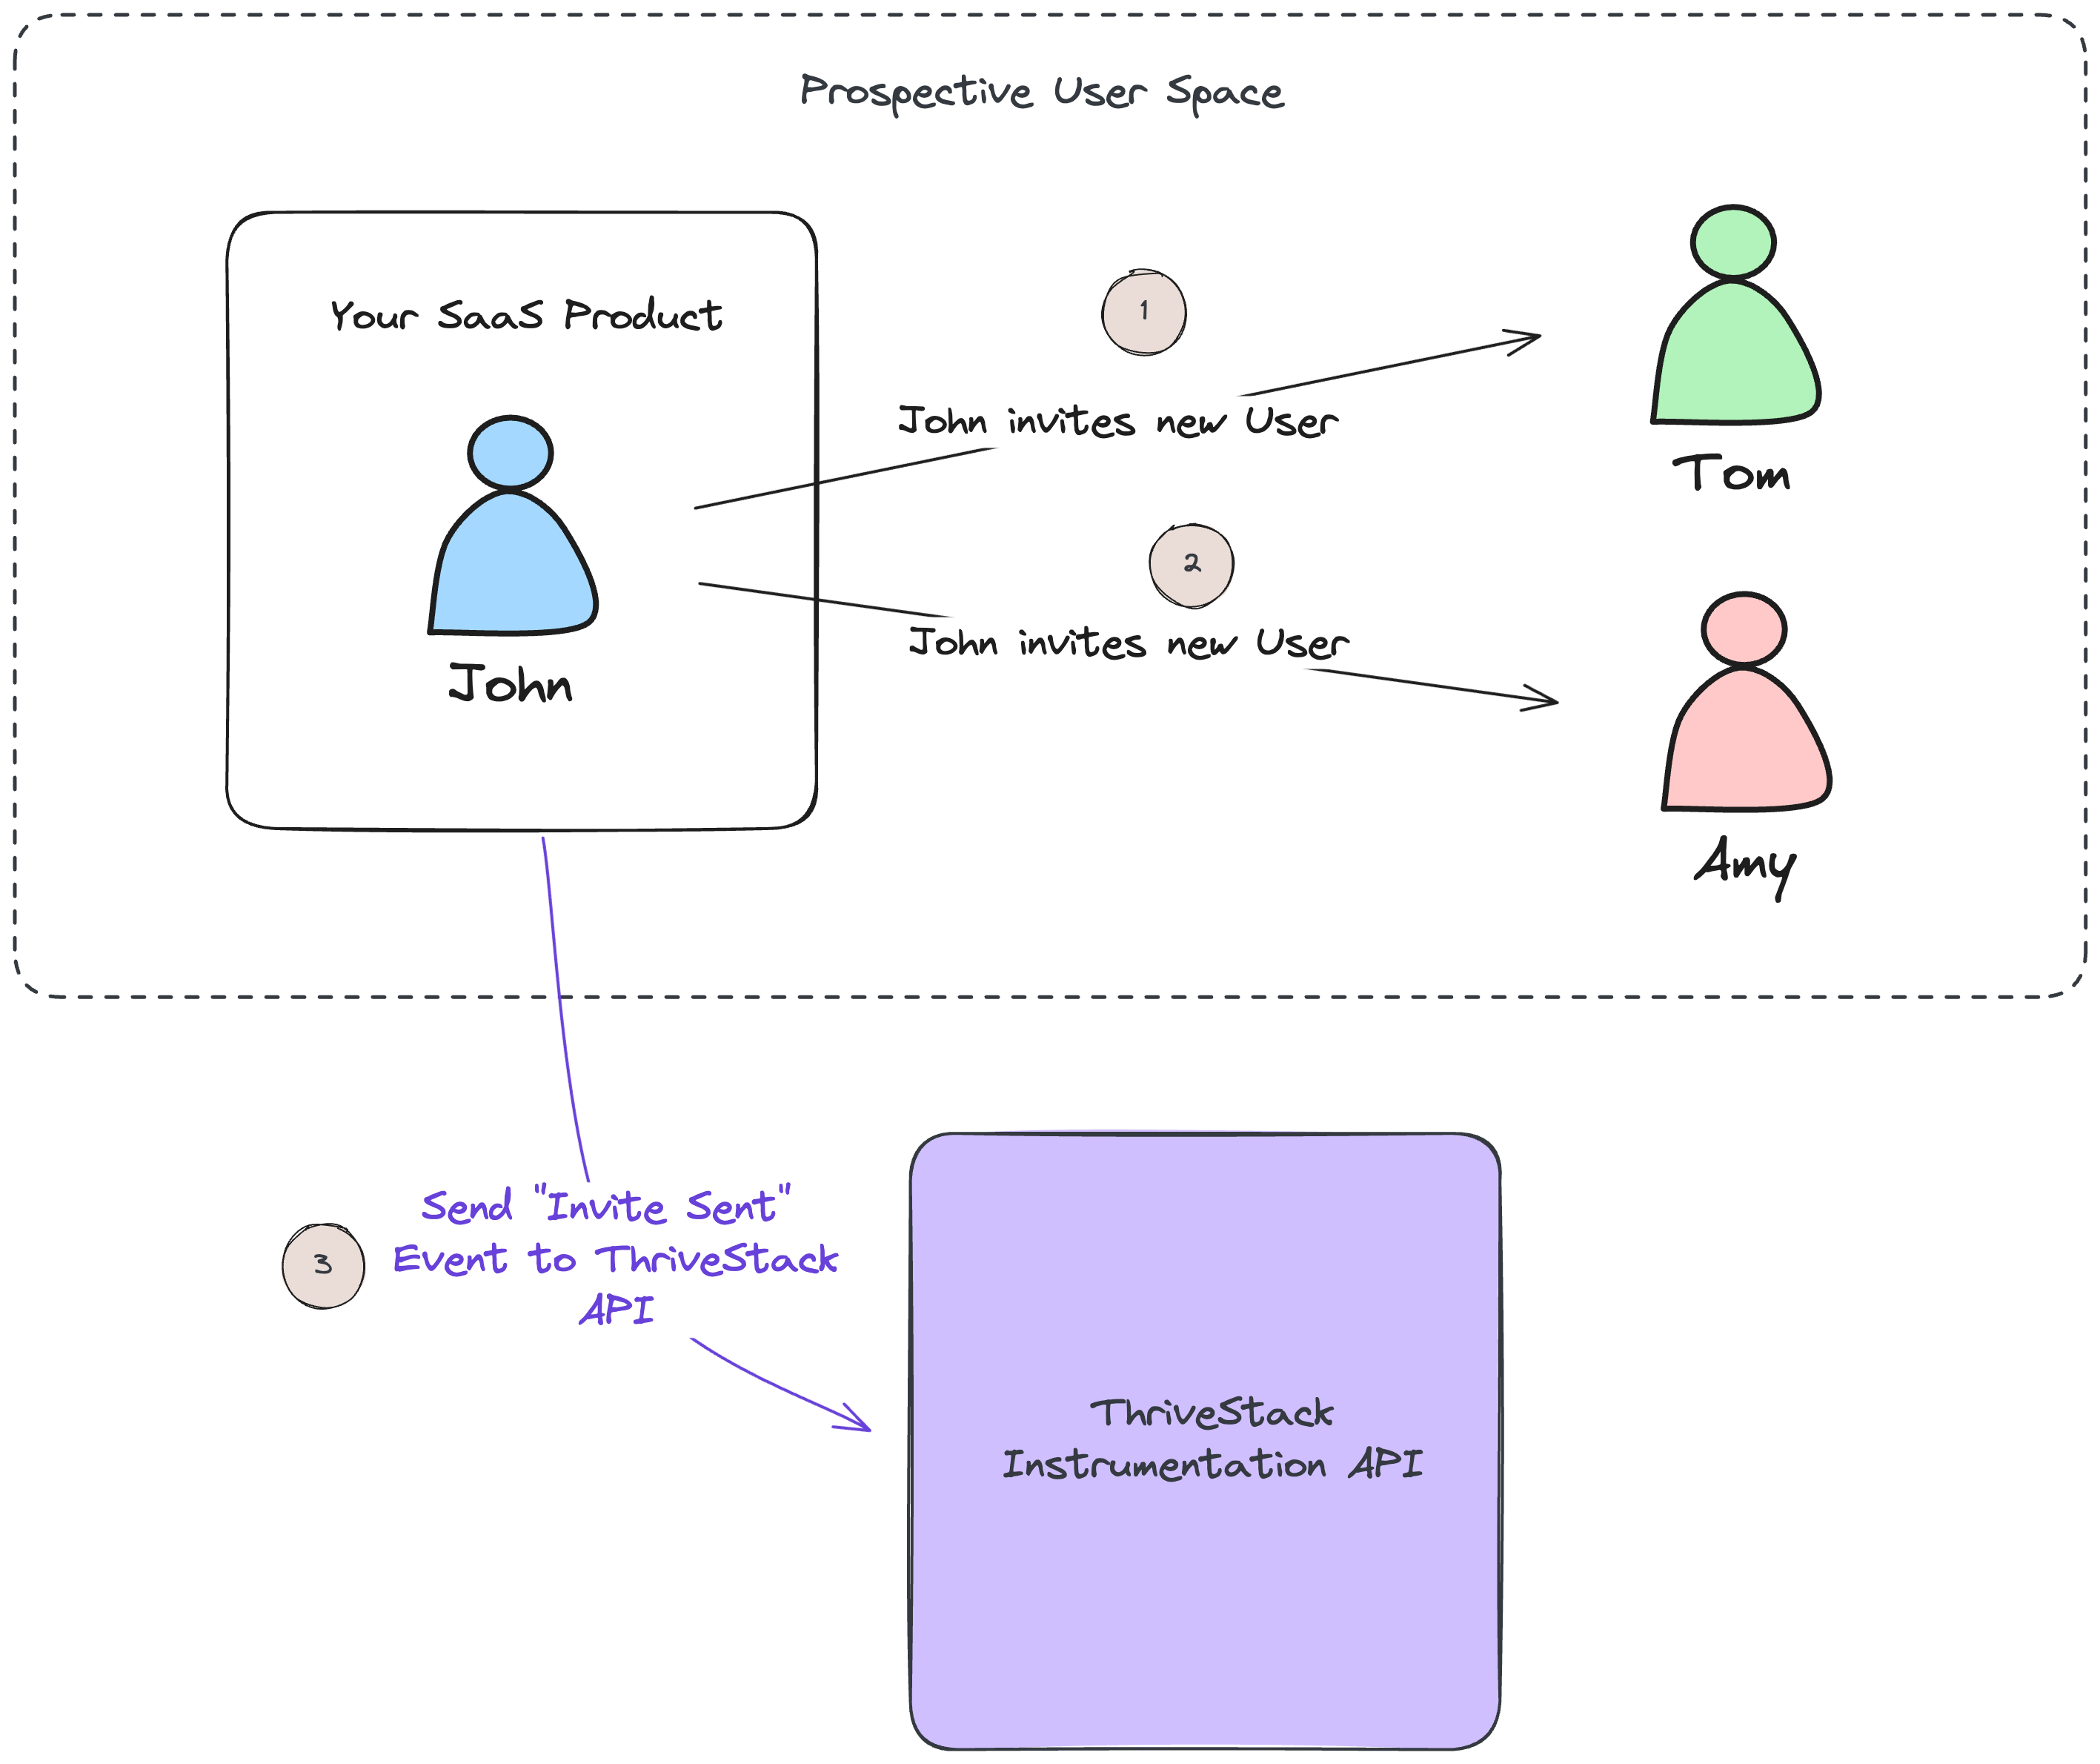 Prospective User Space
Your SaaS Product
1
John invites new User
Tom
2
John invites new User
John
Amy
Send "Invite Sent"
3
Event to ThriveStack
API
ThriveStack
Instrumentation API